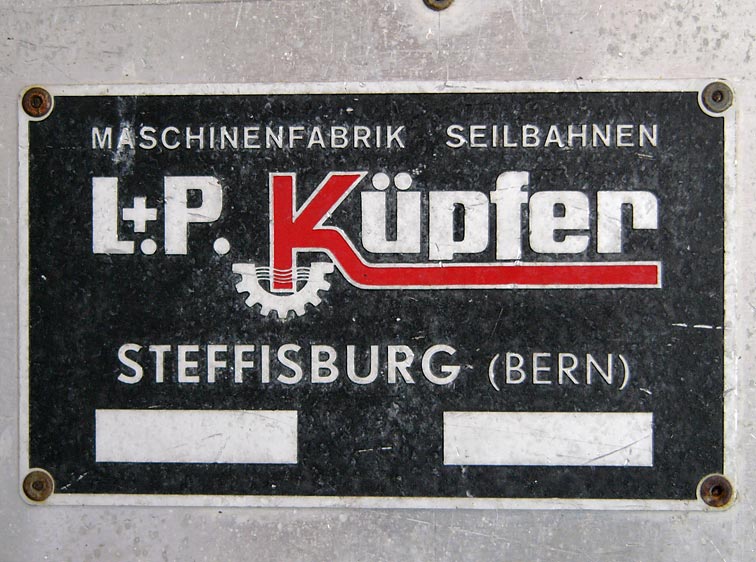 MASCHINENFABRIK SEILBAHNEN
L.+P. Küpfer
STEFFISBURG (BERN)